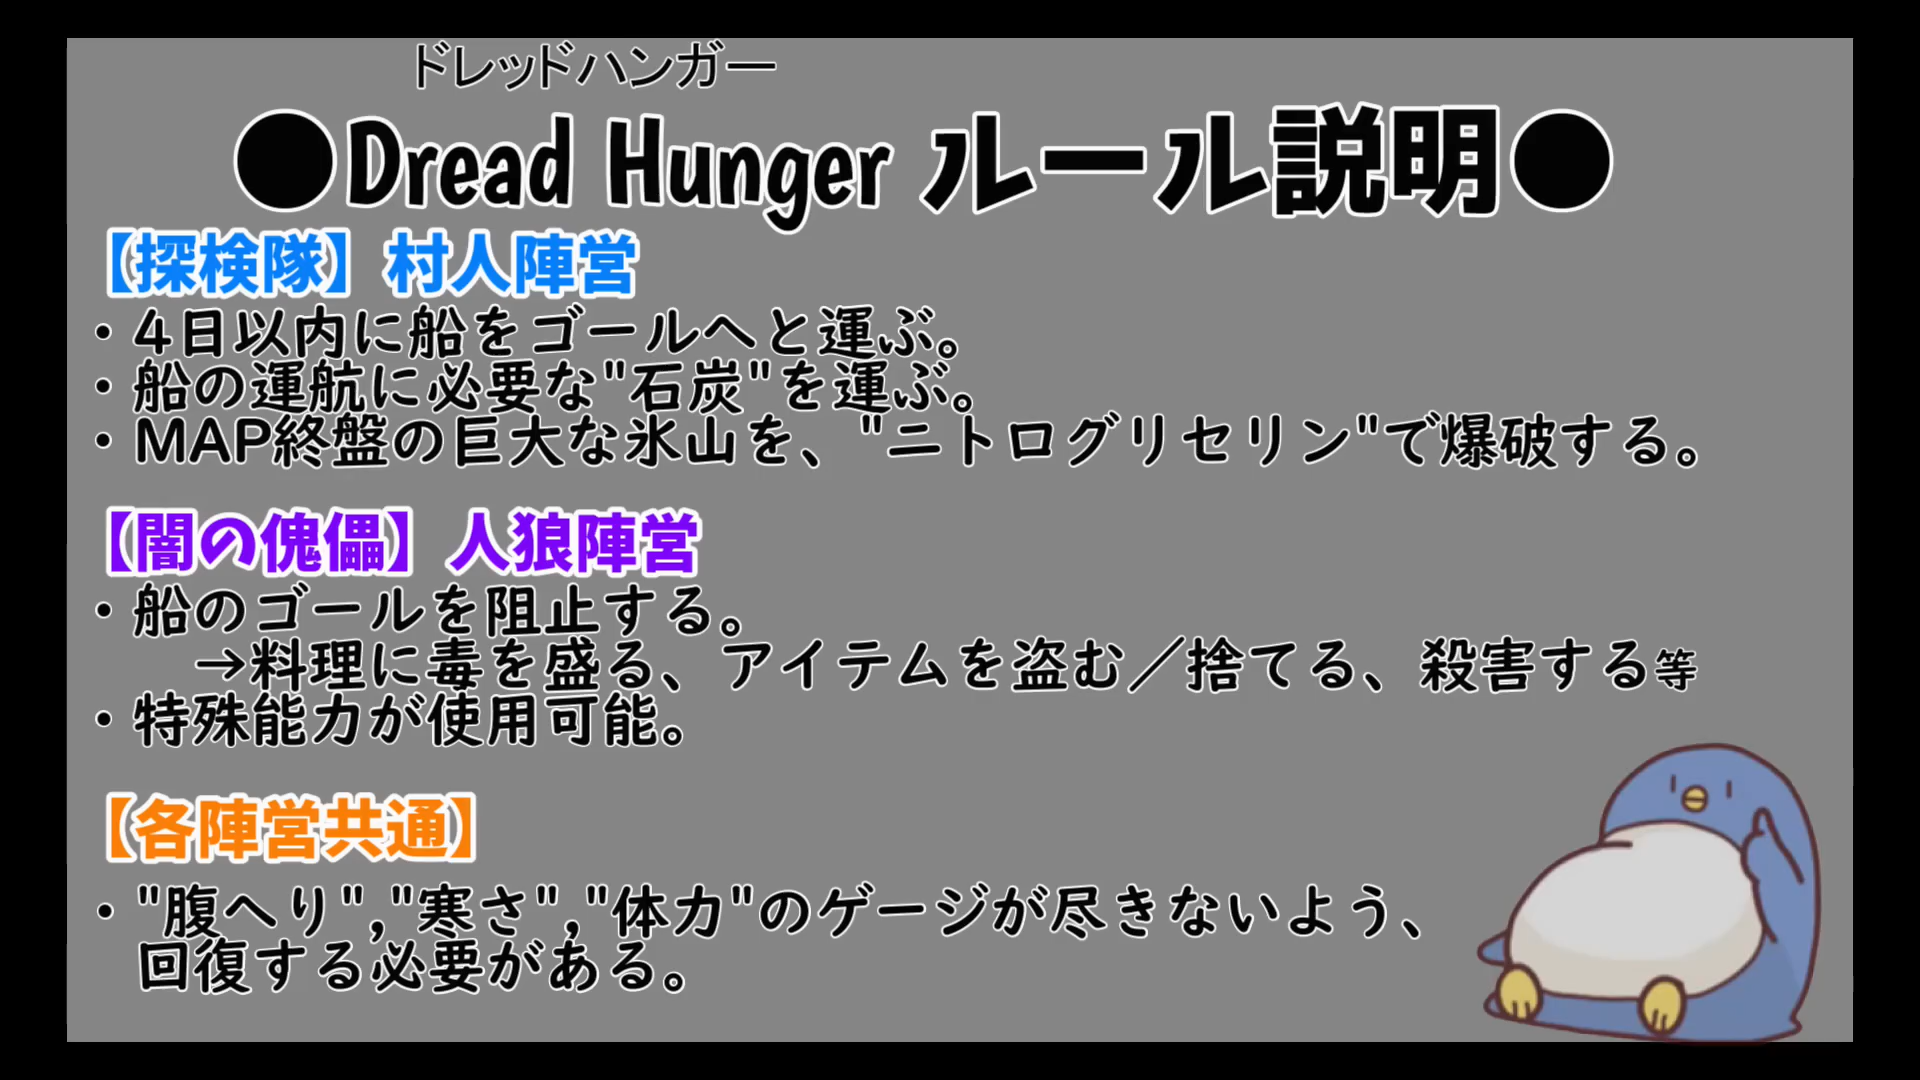 ドレッドハンガー
●Dread Hunger ルール説明●
【探検隊】村人陣営
・4日以内に船をゴールへと運ぶ。
・船の運航に必要な"石炭"を運ぶ。
・MAP終盤の巨大な氷山を、"ニトログリセリン"で爆破する。
【闇の傀儡】人狼陣営
・船のゴールを阻止する。
→料理に毒を盛る、アイテムを盗む／捨てる、殺害する等
・特殊能力が使用可能。
【各陣営共通】
・"腹へり","寒さ","体力"のゲージが尽きないよう、
回復する必要がある。